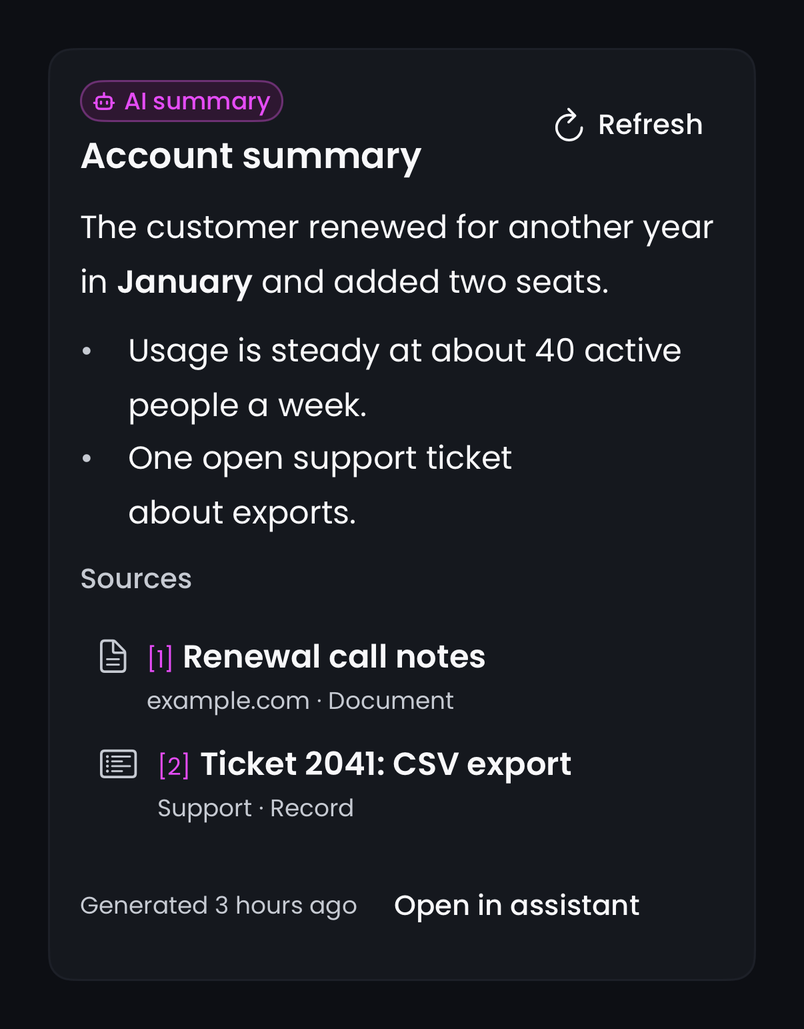 AI summary
Refresh
Account summary
The customer renewed for another year
in January and added two seats.
• Usage is steady at about 40 active
people a week.
• One open support ticket
about exports.
Sources
[1] Renewal call notes
example.com · Document
[2] Ticket 2041: CSV export
Support · Record
Generated 3 hours ago
Open in assistant